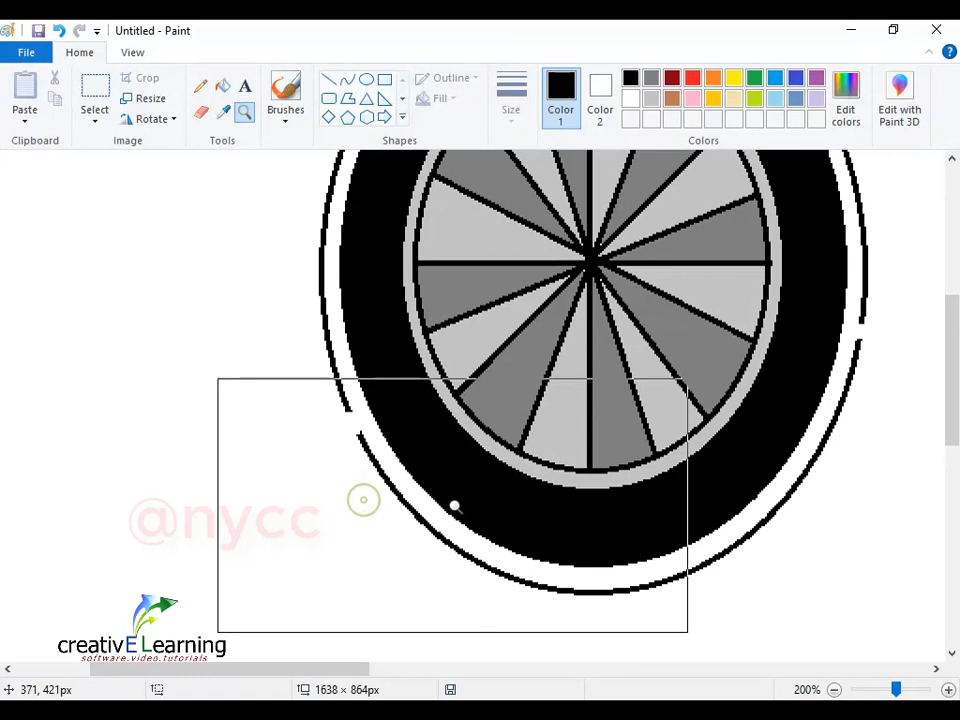 Untitled - Paint
File Home View
Paste
Select
Crop
Resize
Rotate
A
Brushes
Outline
Fill
Size
Color 1
Color 2
Edit colors
Edit with Paint 3D
Clipboard Image Tools Shapes Colors
@nycc
creativELearning
software.video.tutorials
371, 421px 1638 × 864px 200%